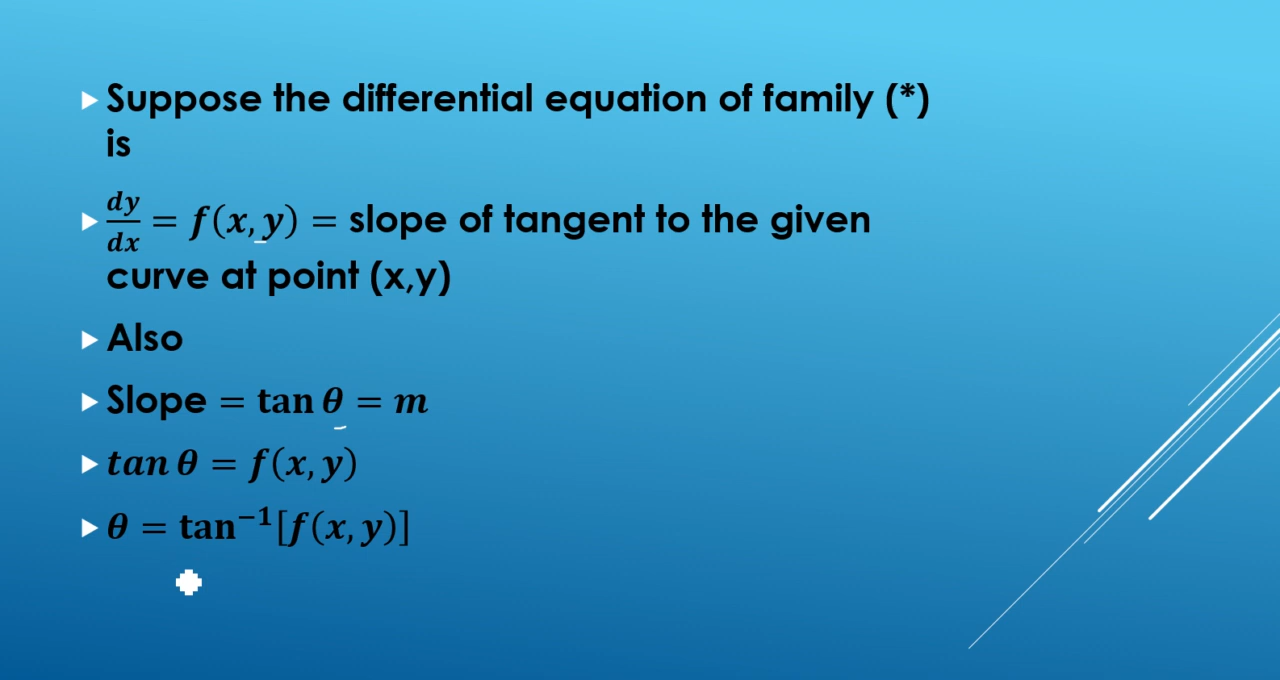 Suppose the differential equation of family (*)
is
dy/dx = f(x, y) = slope of tangent to the given
curve at point (x,y)
Also
Slope = tan θ = m
tan θ = f(x, y)
θ = tan⁻¹[f(x, y)]